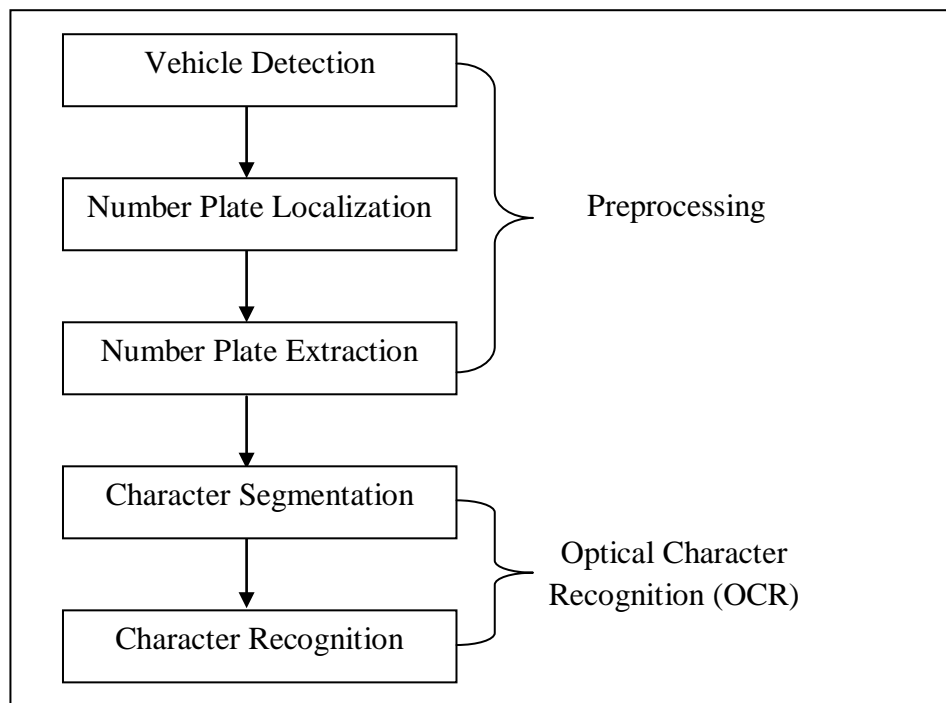 Vehicle Detection
Number Plate Localization
Preprocessing
Number Plate Extraction
Character Segmentation
Optical Character
Recognition (OCR)
Character Recognition